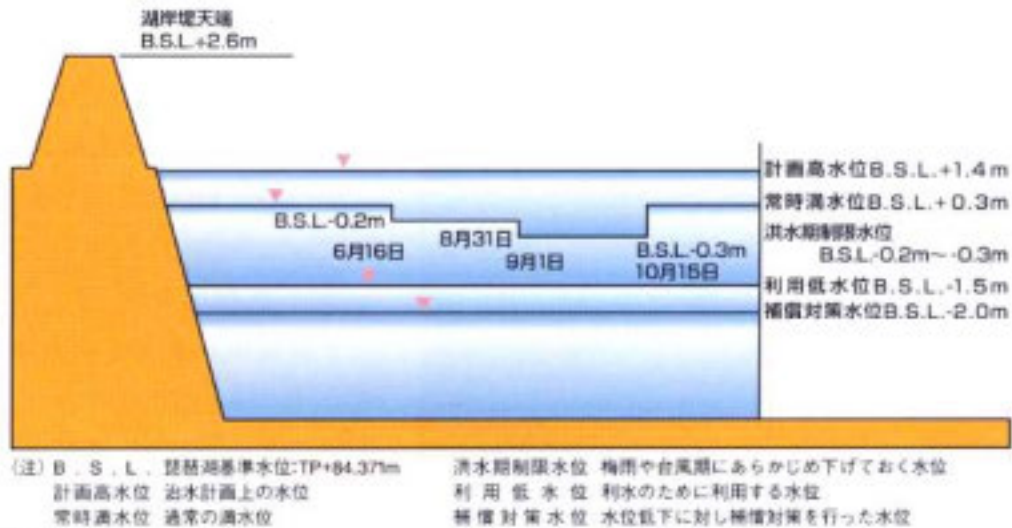 湖岸堤天端
B.S.L.+2.6m
計画高水位B.S.L.+1.4m
常時満水位B.S.L.+0.3m
洪水期制限水位
B.S.L.-0.2m～-0.3m
B.S.L.-0.2m
6月16日
8月31日
9月1日
B.S.L.-0.3m
10月15日
利用低水位B.S.L.-1.5m
補償対策水位B.S.L.-2.0m
(注) B.S.L. 琵琶湖基準水位:TP+84.371m
計画高水位 治水計画上の水位
常時満水位 通常の満水位
洪水期制限水位 梅雨や台風期にあらかじめ下げておく水位
利用低水位 利水のために利用する水位
補償対策水位 水位低下に対し補償対策を行った水位